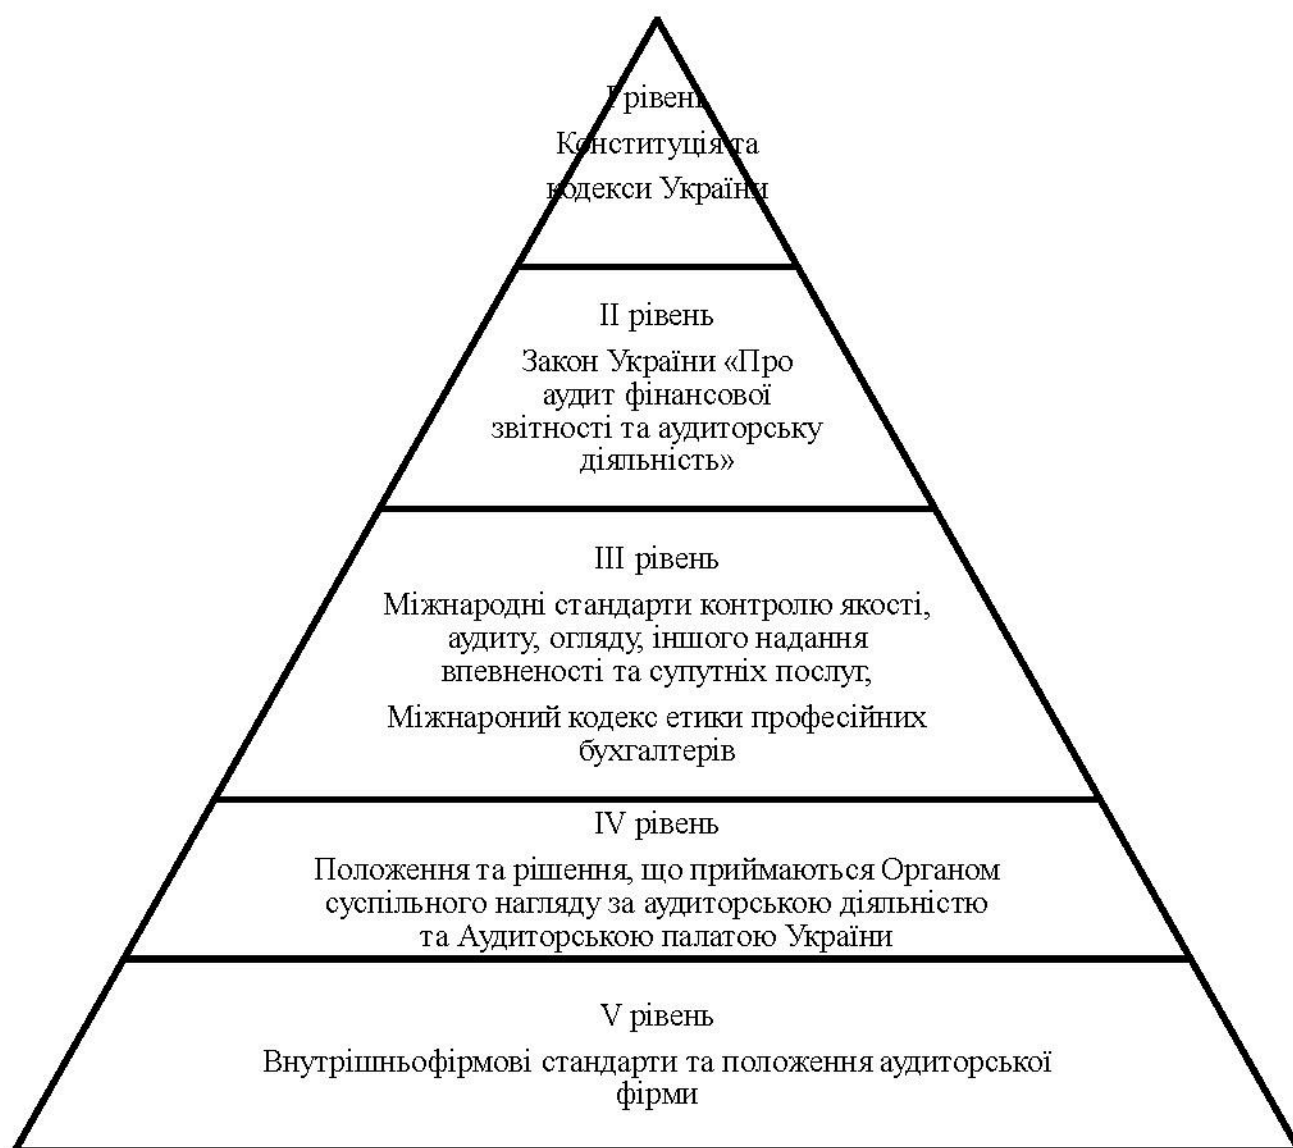 І рівень
Конституція та
кодекси України
ІІ рівень
Закон України «Про
аудит фінансової
звітності та аудиторську
діяльність»
ІІІ рівень
Міжнародні стандарти контролю якості,
аудиту, огляду, іншого надання
впевненості та супутніх послуг,
Міжнароний кодекс етики професійних
бухгалтерів
IV рівень
Положення та рішення, що приймаються Органом
суспільного нагляду за аудиторською діяльністю
та Аудиторською палатою України
V рівень
Внутрішньофірмові стандарти та положення аудиторської
фірми